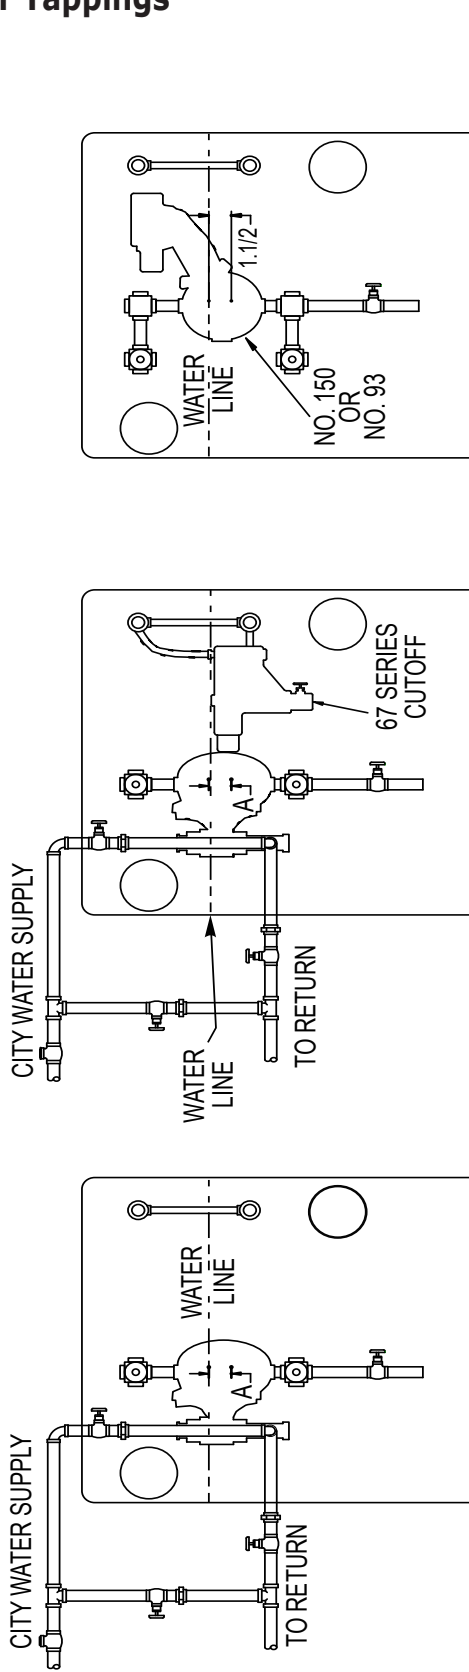 r Tappings
WATER
LINE
1.1/2
NO. 150
OR
NO. 93
CITY WATER SUPPLY
67 SERIES
CUTOFF
A
WATER
LINE
TO RETURN
CITY WATER SUPPLY
WATER
LINE
A
TO RETURN